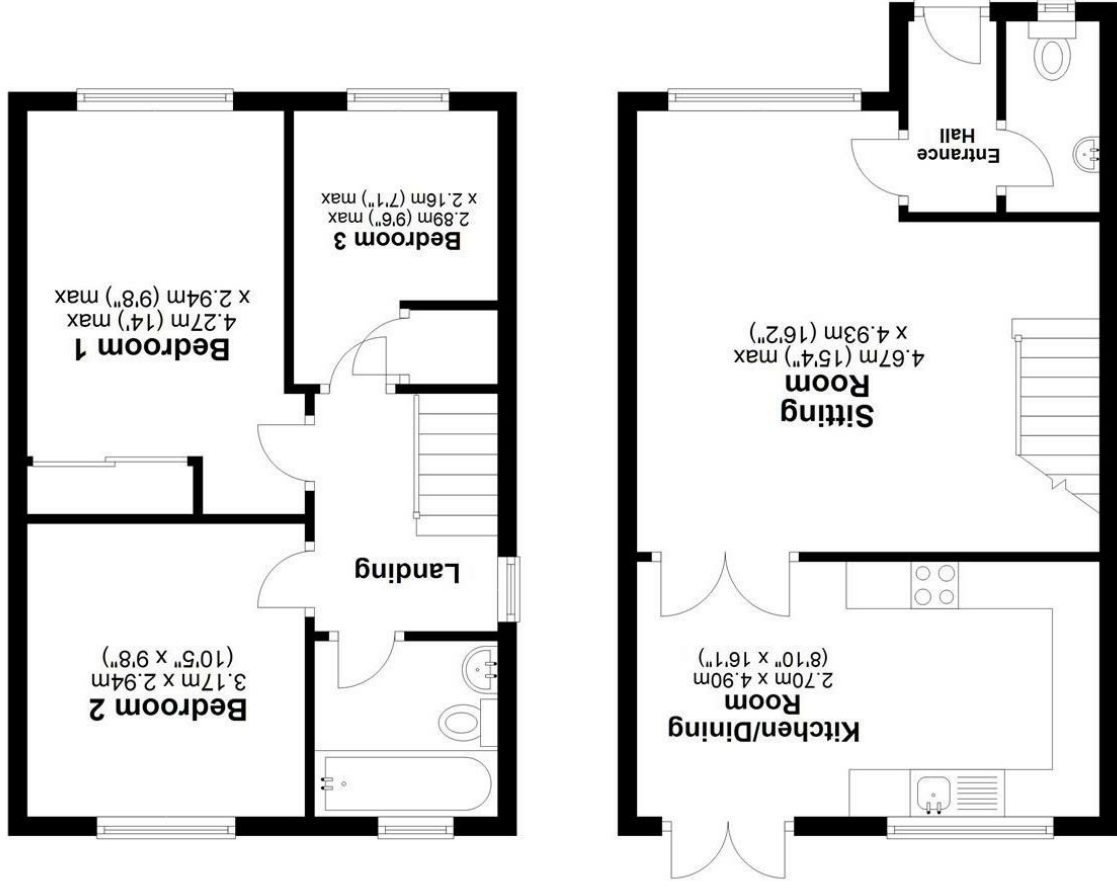 Kitchen/Dining
Room
2.70m x 4.90m
(8'10" x 16'1")
Sitting
Room
4.67m (15'4") max
x 4.93m (16'2")
Entrance
Hall
Bedroom 2
3.17m x 2.94m
(10'5" x 9'8")
Landing
Bedroom 1
4.27m (14') max
x 2.94m (9'8") max
Bedroom 3
2.89m (9'6") max
x 2.16m (7'1") max